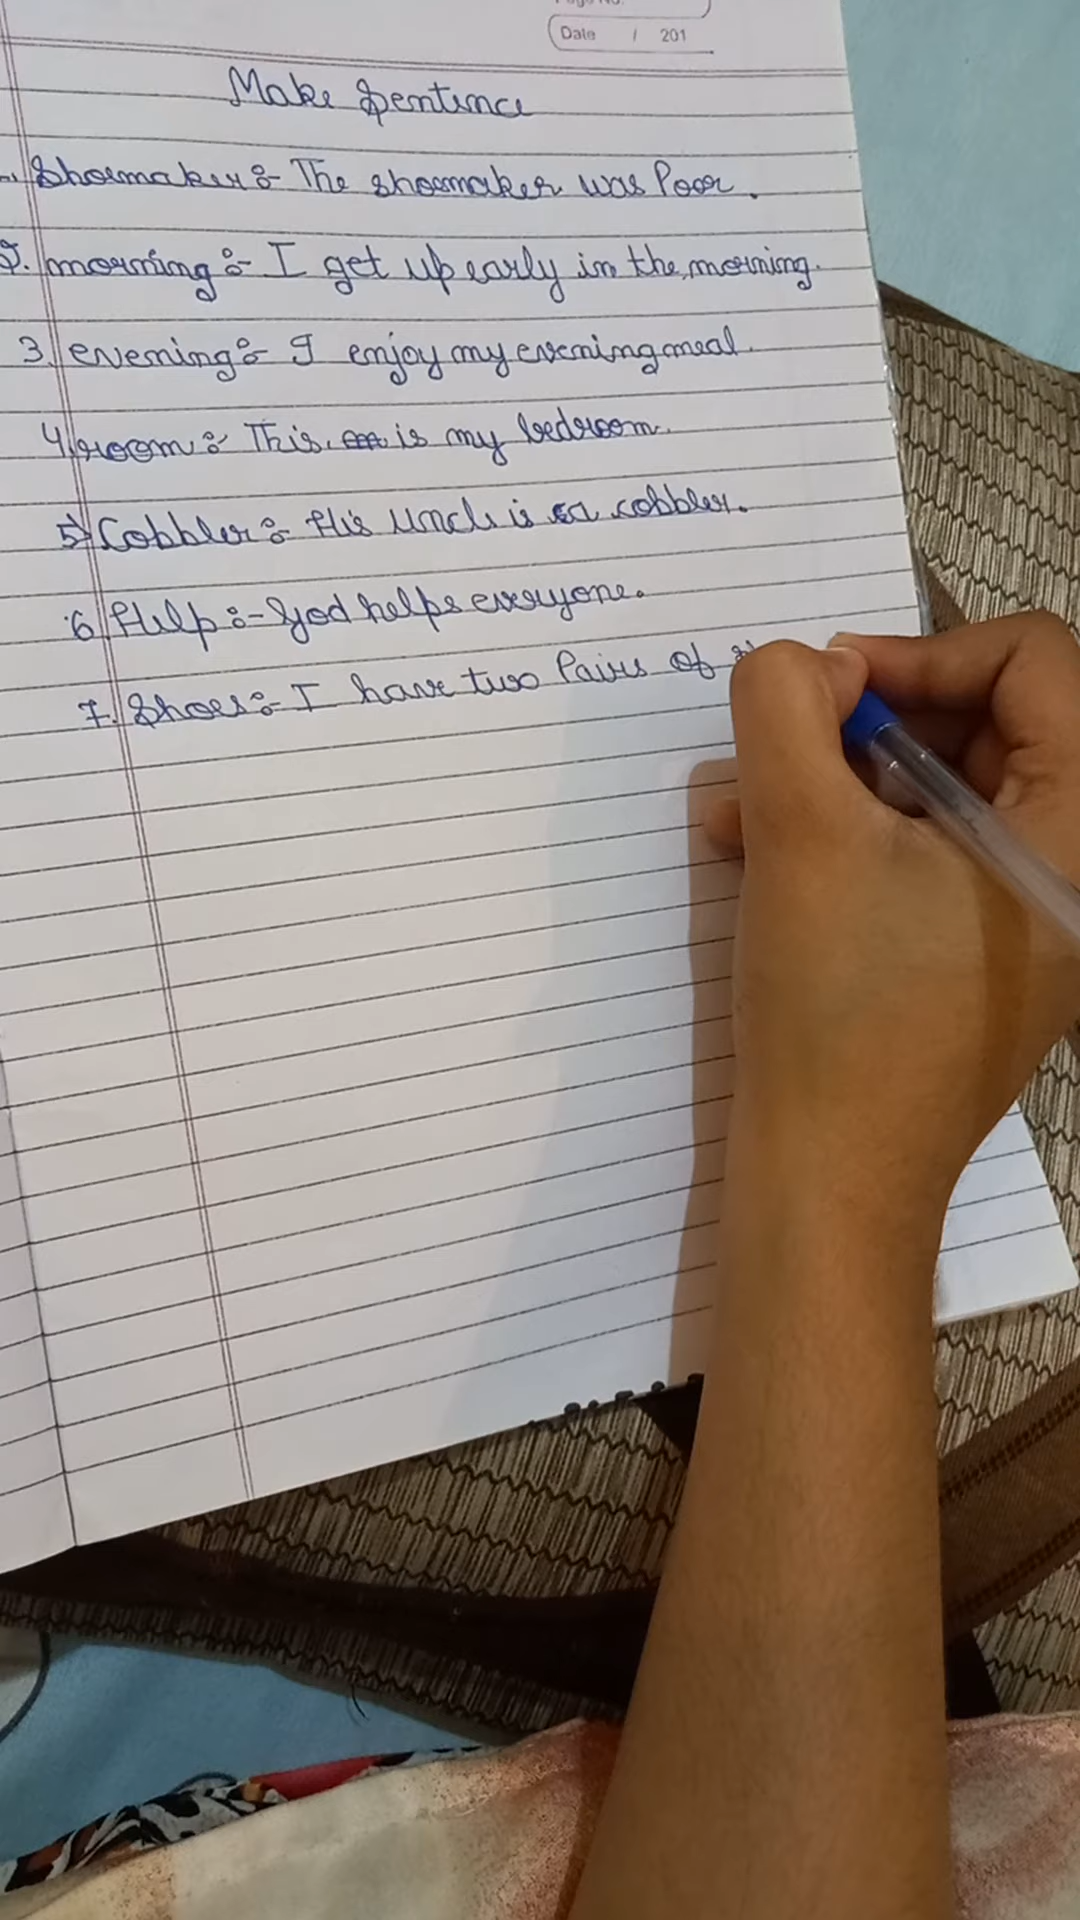 Date / 201
Make Sentence
Shoemaker:- The shoemaker was Poor.
2. morning:- I get up early in the morning.
3. evening:- I enjoy my evening meal.
4. room:- This is my bedroom.
5) Cobbler:- His uncle is a cobbler.
6. Help:- God helps everyone.
7. Shoes:- I have two Pairs of